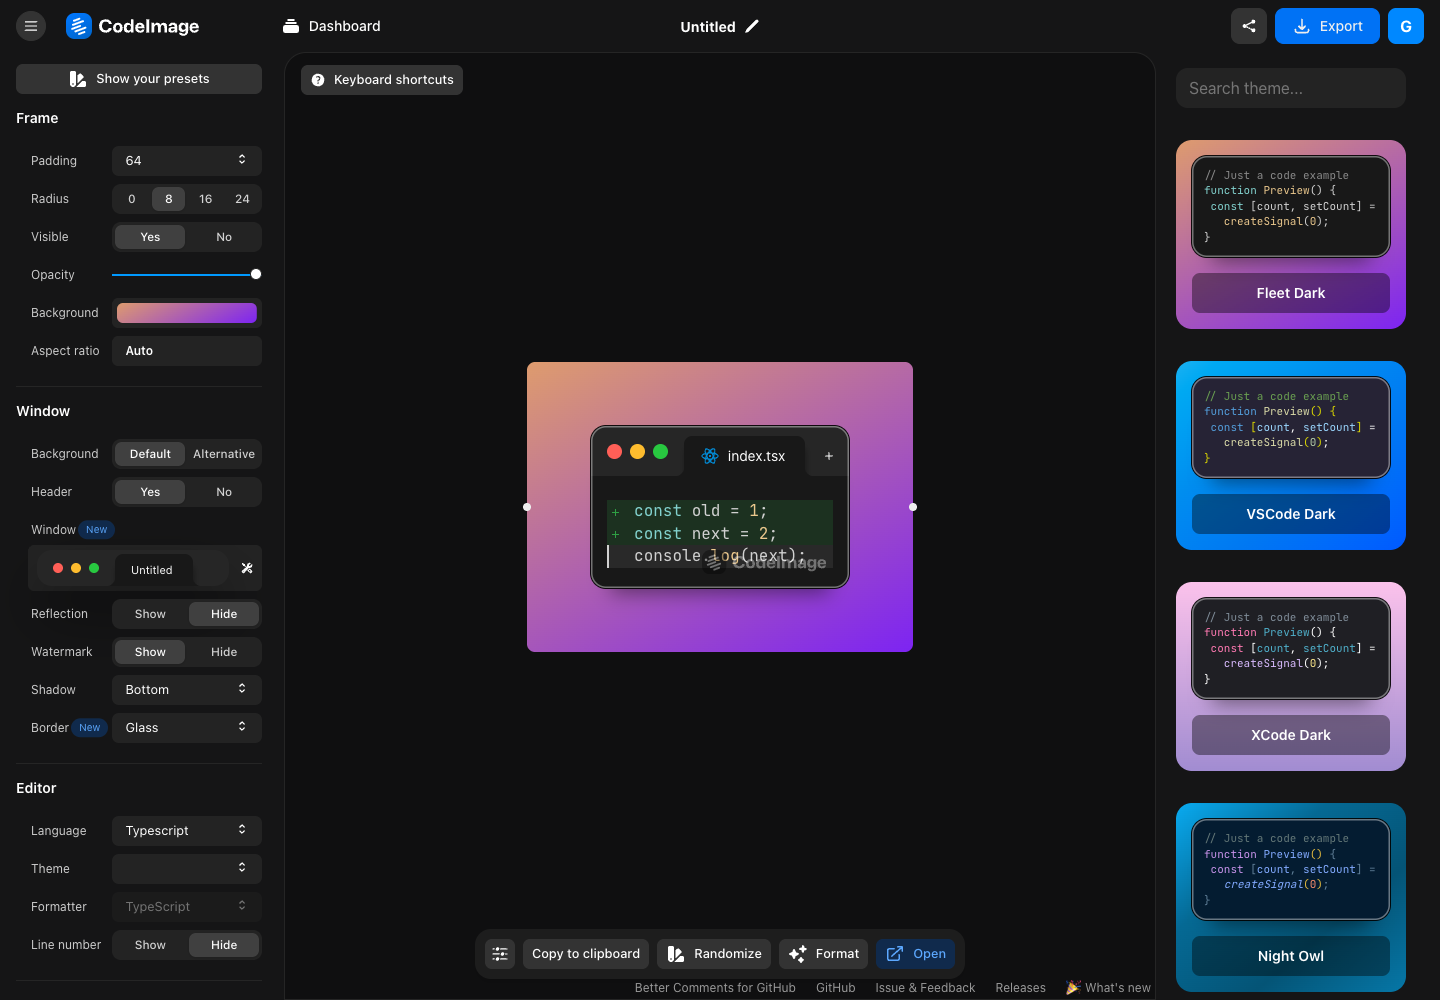 CodeImage
Dashboard
Untitled
Export
G
Show your presets
Frame
Padding 64
Radius 0 8 16 24
Visible Yes No
Opacity
Background
Aspect ratio Auto
Window
Background Default Alternative
Header Yes No
Window New
Untitled
Reflection Show Hide
Watermark Show Hide
Shadow Bottom
Border New Glass
Editor
Language Typescript
Theme
Formatter TypeScript
Line number Show Hide
Keyboard shortcuts
index.tsx +
+ const old = 1;
+ const next = 2;
console.log(next);
CodeImage
Copy to clipboard Randomize Format Open
Better Comments for GitHub GitHub Issue & Feedback Releases 🎉 What's new
Search theme...
// Just a code example
function Preview() {
const [count, setCount] =
createSignal(0);
}
Fleet Dark
// Just a code example
function Preview() {
const [count, setCount] =
createSignal(0);
}
VSCode Dark
// Just a code example
function Preview() {
const [count, setCount] =
createSignal(0);
}
XCode Dark
// Just a code example
function Preview() {
const [count, setCount] =
createSignal(0);
}
Night Owl